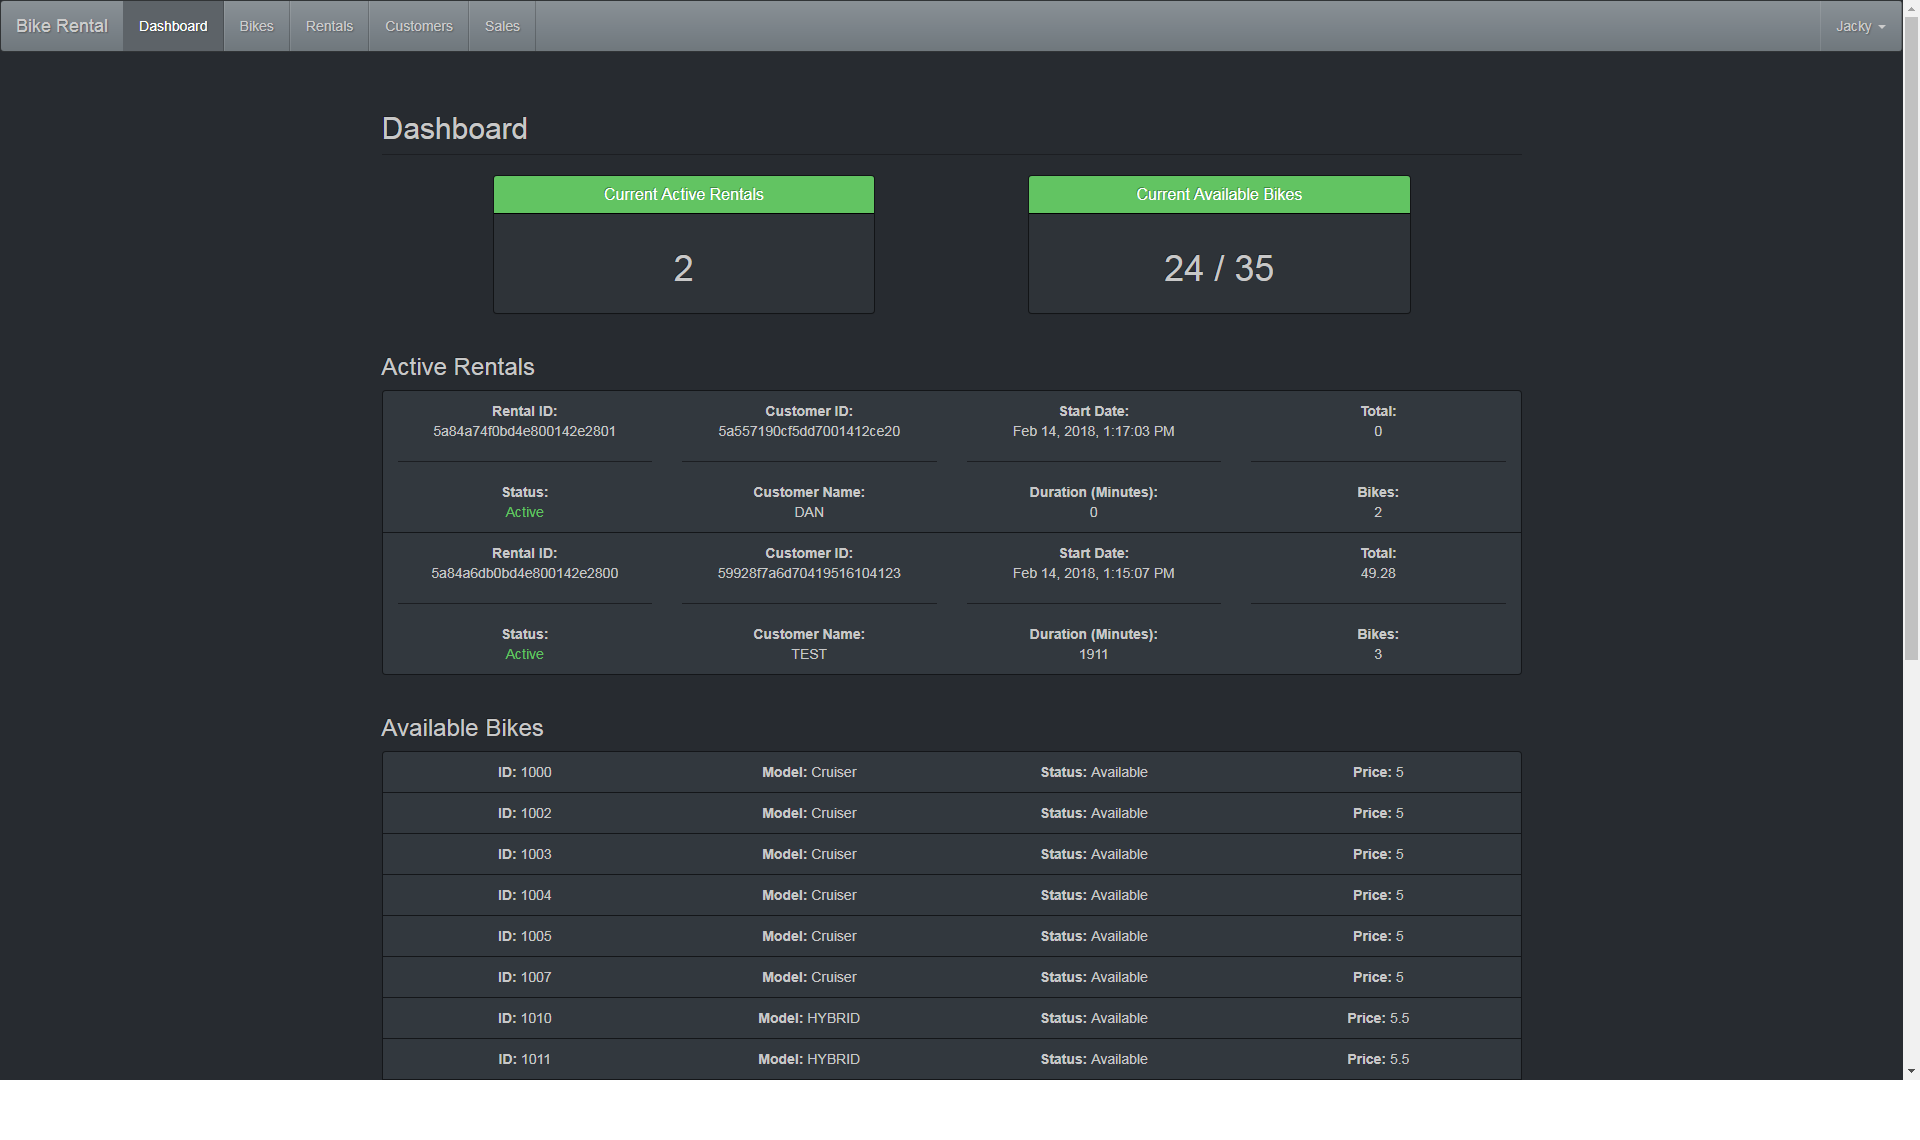 Bike Rental Dashboard Bikes Rentals Customers Sales Jacky
Dashboard
Current Active Rentals
2
Current Available Bikes
24 / 35
Active Rentals
Rental ID: Customer ID: Start Date: Total:
5a84a74f0bd4e800142e2801 5a557190cf5dd7001412ce20 Feb 14, 2018, 1:17:03 PM 0
Status: Customer Name: Duration (Minutes): Bikes:
Active DAN 0 2
Rental ID: Customer ID: Start Date: Total:
5a84a6db0bd4e800142e2800 59928f7a6d70419516104123 Feb 14, 2018, 1:15:07 PM 49.28
Status: Customer Name: Duration (Minutes): Bikes:
Active TEST 1911 3
Available Bikes
ID: 1000 Model: Cruiser Status: Available Price: 5
ID: 1002 Model: Cruiser Status: Available Price: 5
ID: 1003 Model: Cruiser Status: Available Price: 5
ID: 1004 Model: Cruiser Status: Available Price: 5
ID: 1005 Model: Cruiser Status: Available Price: 5
ID: 1007 Model: Cruiser Status: Available Price: 5
ID: 1010 Model: HYBRID Status: Available Price: 5.5
ID: 1011 Model: HYBRID Status: Available Price: 5.5